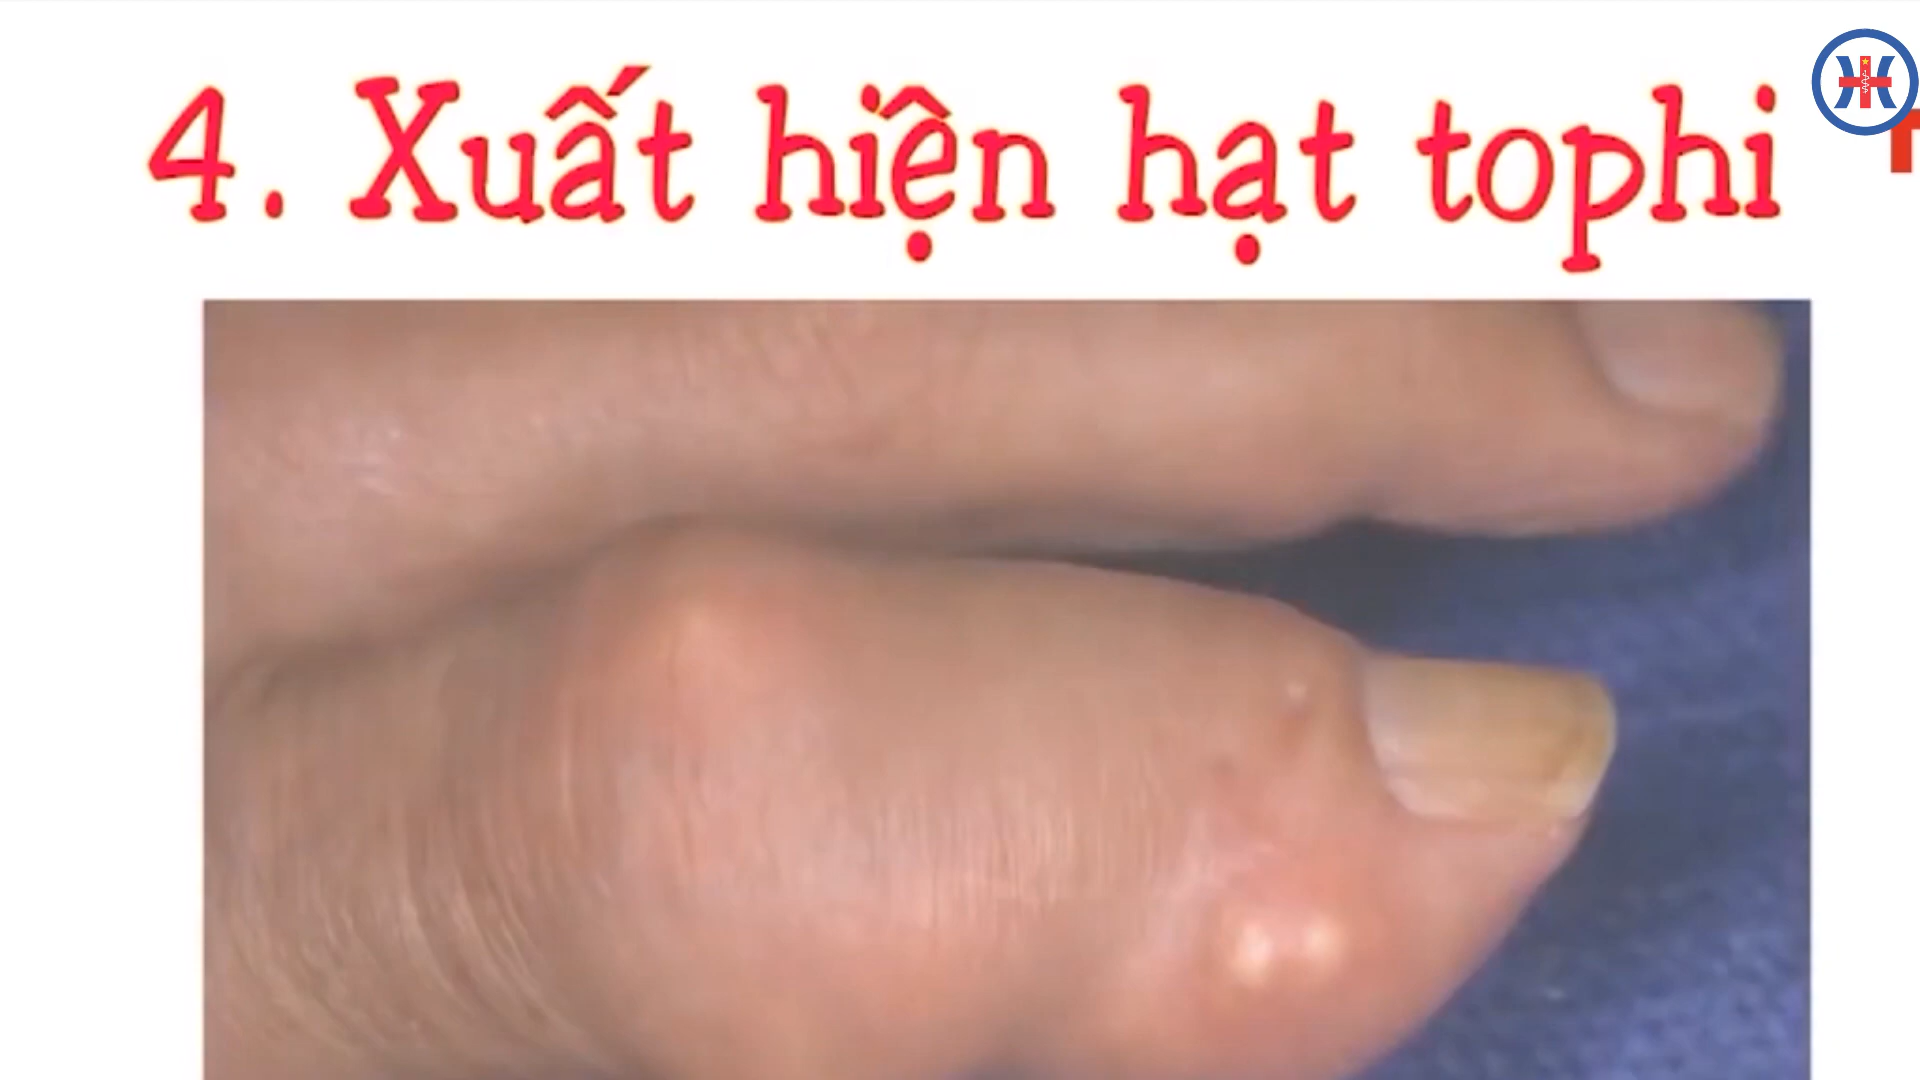 4. Xuất hiện hạt tophi